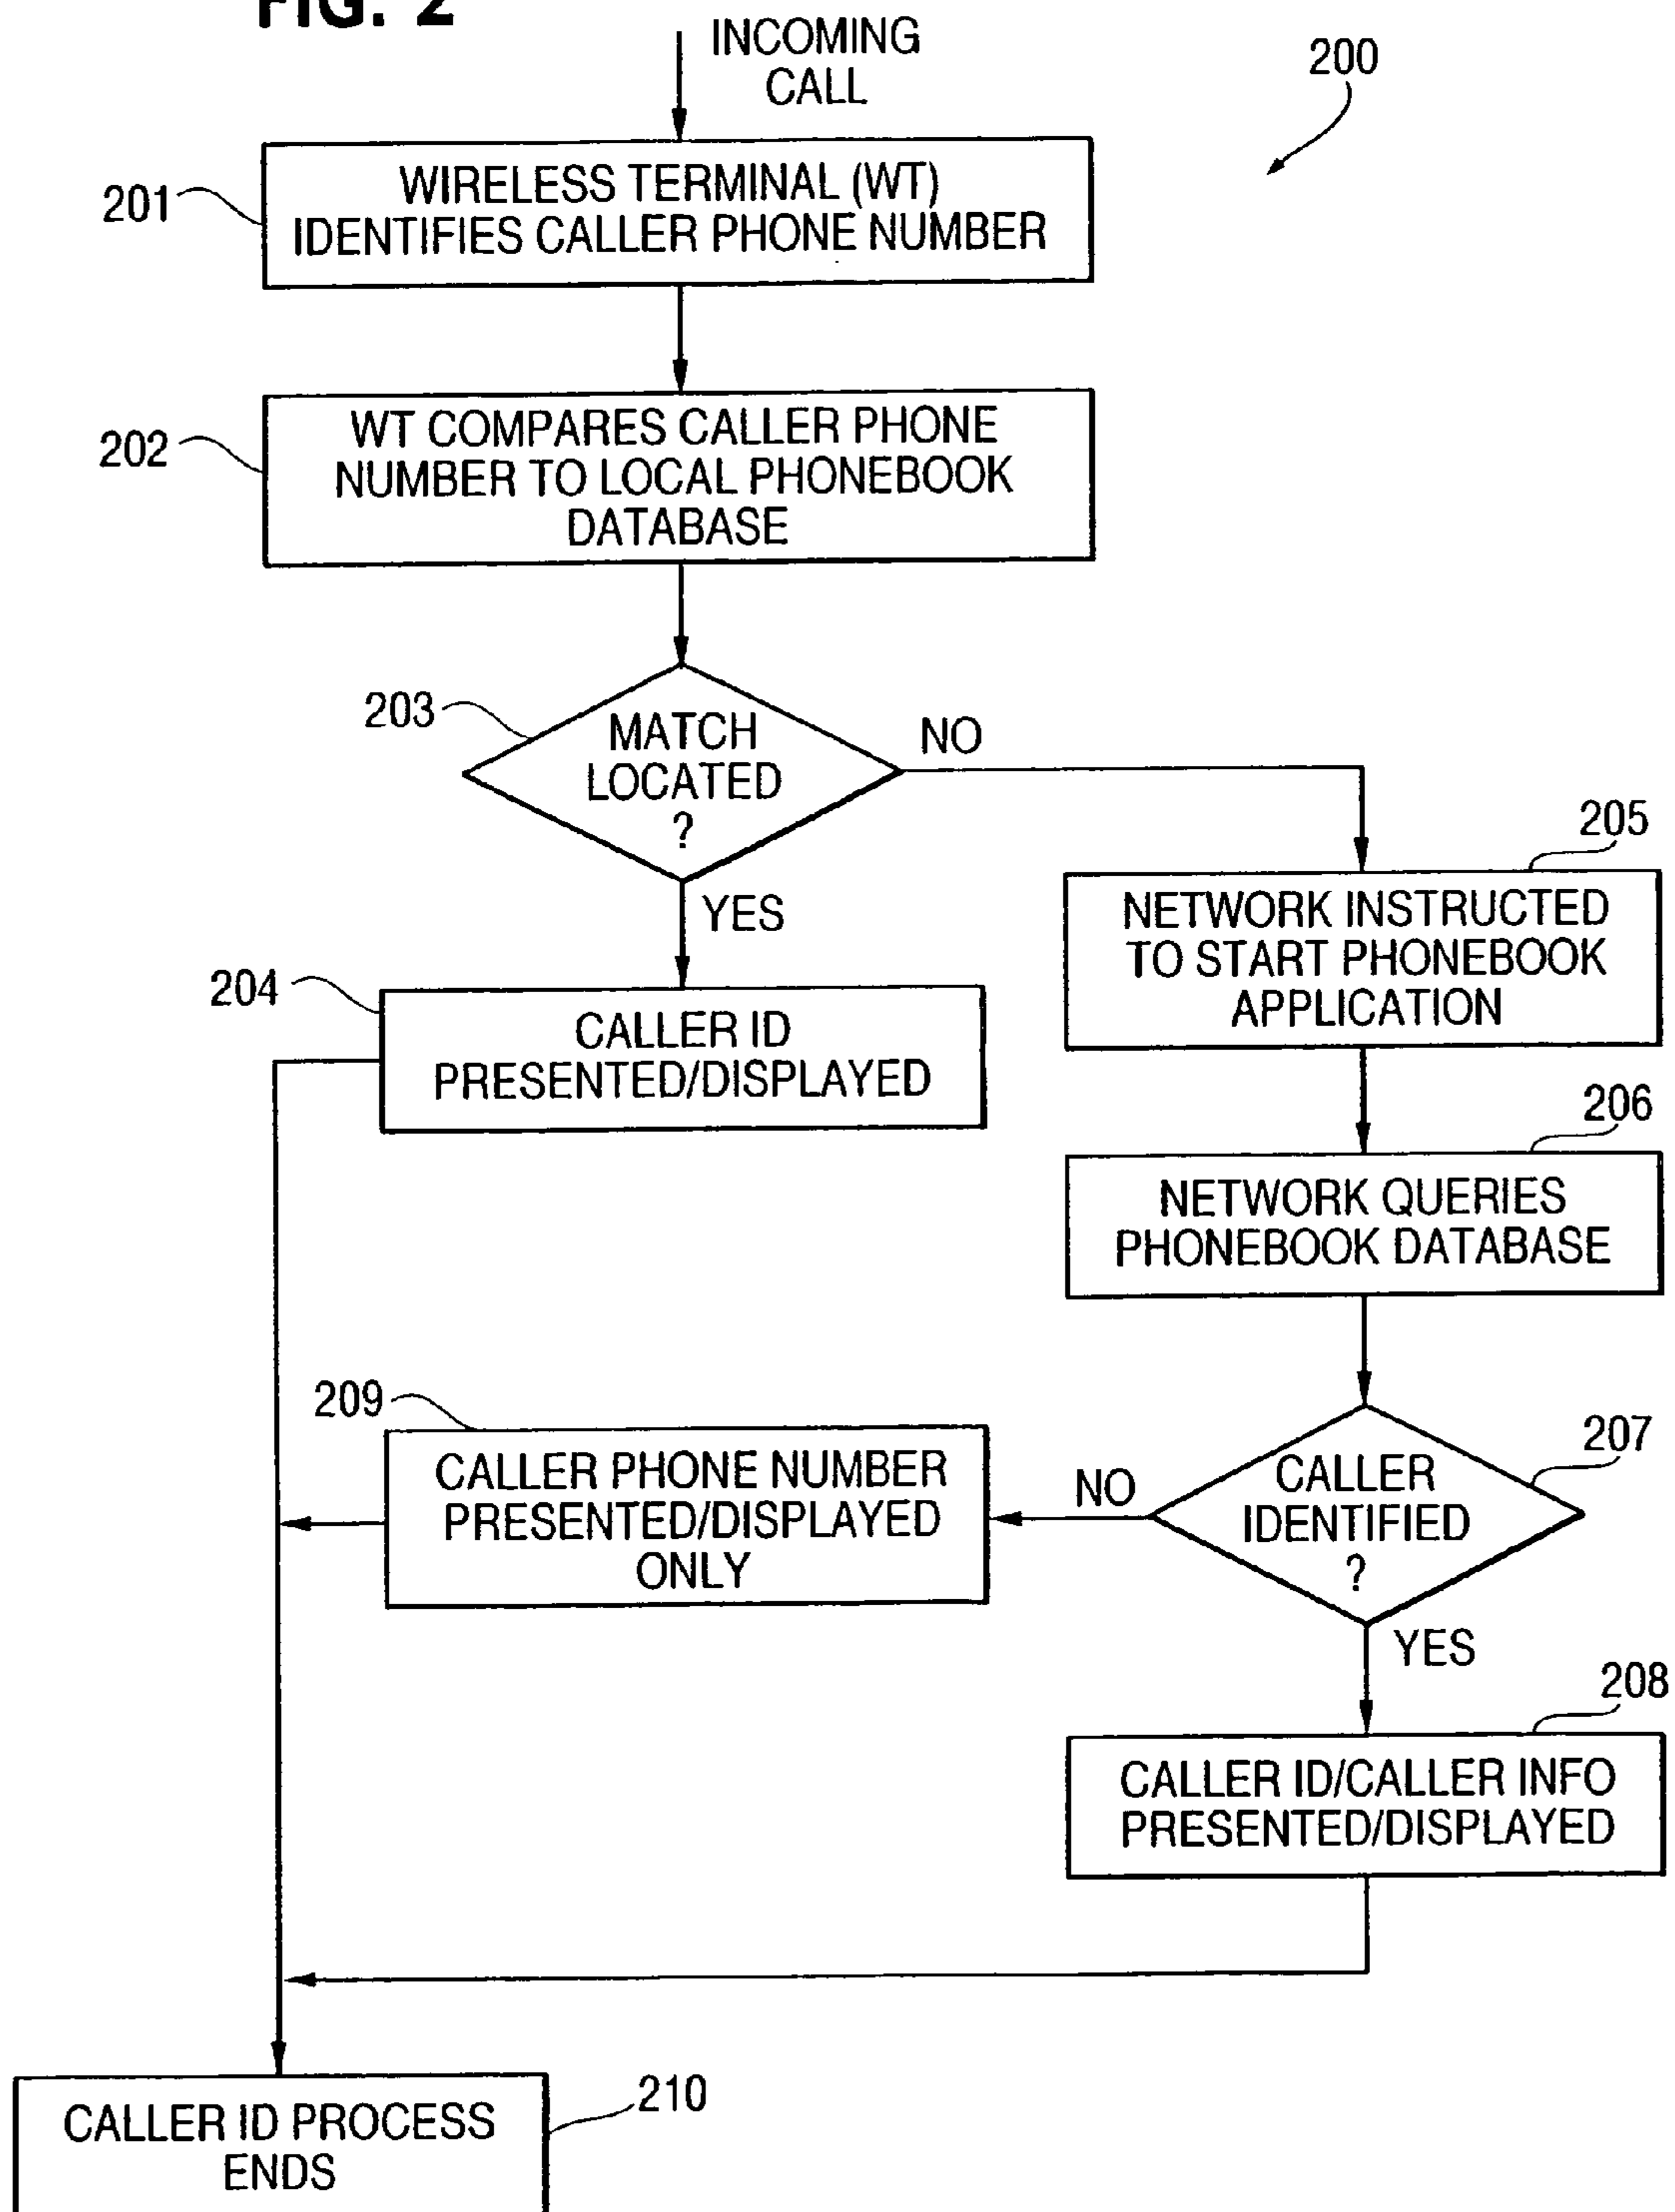 FIG. 2
INCOMING
CALL
200
201
WIRELESS TERMINAL (WT)
IDENTIFIES CALLER PHONE NUMBER
202
WT COMPARES CALLER PHONE
NUMBER TO LOCAL PHONEBOOK
DATABASE
203
MATCH
LOCATED
?
NO
YES
204
CALLER ID
PRESENTED/DISPLAYED
205
NETWORK INSTRUCTED
TO START PHONEBOOK
APPLICATION
206
NETWORK QUERIES
PHONEBOOK DATABASE
207
CALLER
IDENTIFIED
?
NO
209
CALLER PHONE NUMBER
PRESENTED/DISPLAYED
ONLY
YES
208
CALLER ID/CALLER INFO
PRESENTED/DISPLAYED
210
CALLER ID PROCESS
ENDS